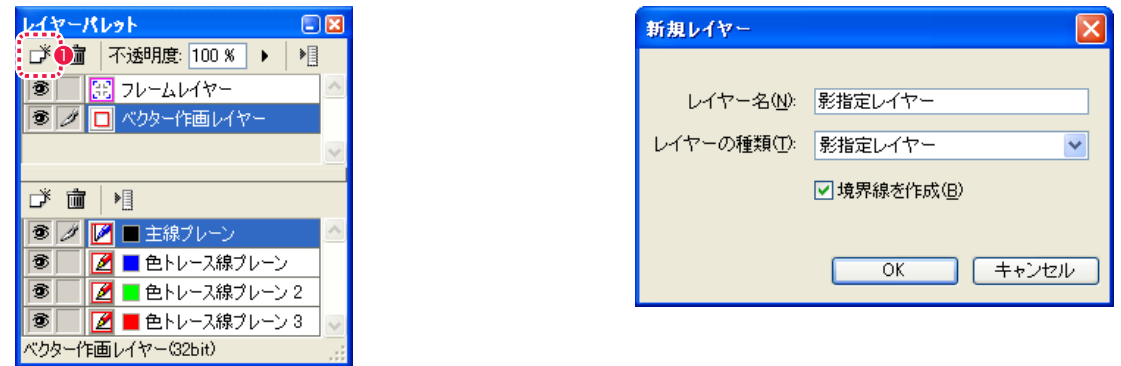 レイヤーパレット
1
不透明度: 100 %
フレームレイヤー
ベクター作画レイヤー
主線プレーン
色トレース線プレーン
色トレース線プレーン 2
色トレース線プレーン 3
ベクター作画レイヤー(32bit)
新規レイヤー
レイヤー名(N): 影指定レイヤー
レイヤーの種類(T): 影指定レイヤー
境界線を作成(B)
OK キャンセル